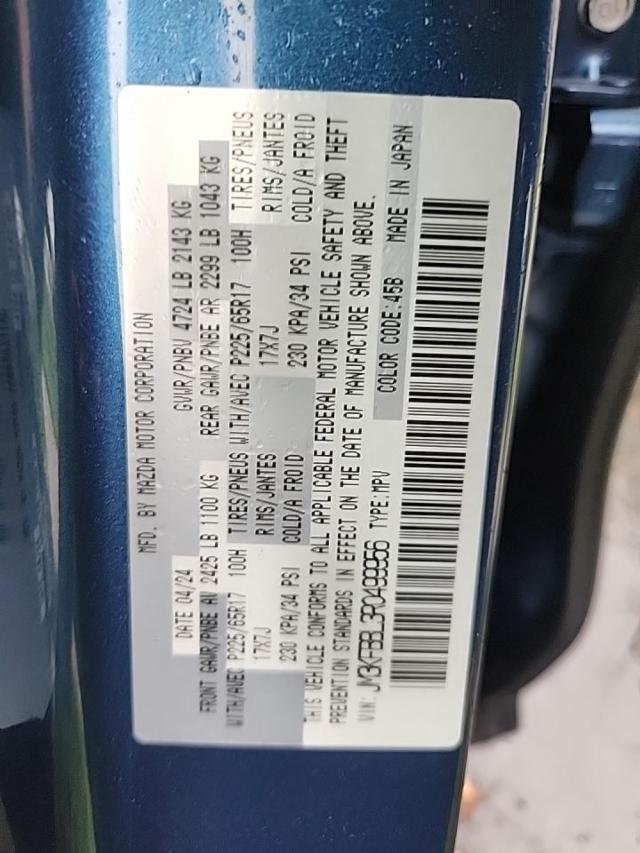 MFD. BY MAZDA MOTOR CORPORATION
DATE 04/24 GVWR/PNBV 4724 LB 2143 KG
FRONT GAWR/PNBE AV 2425 LB 1100 KG REAR GAWR/PNBE AR 2299 LB 1043 KG
WITH/AVEC P225/65R17 100H TIRES/PNEUS WITH/AVEC P225/65R17 100H TIRES/PNEUS
17X7J RIMS/JANTES 17X7J RIMS/JANTES
230 KPA/34 PSI COLD/A FROID 230 KPA/34 PSI COLD/A FROID
THIS VEHICLE CONFORMS TO ALL APPLICABLE FEDERAL MOTOR VEHICLE SAFETY AND THEFT
PREVENTION STANDARDS IN EFFECT ON THE DATE OF MANUFACTURE SHOWN ABOVE.
VIN: JM3KFBBL3R0499956 TYPE:MPV COLOR CODE:45B MADE IN JAPAN